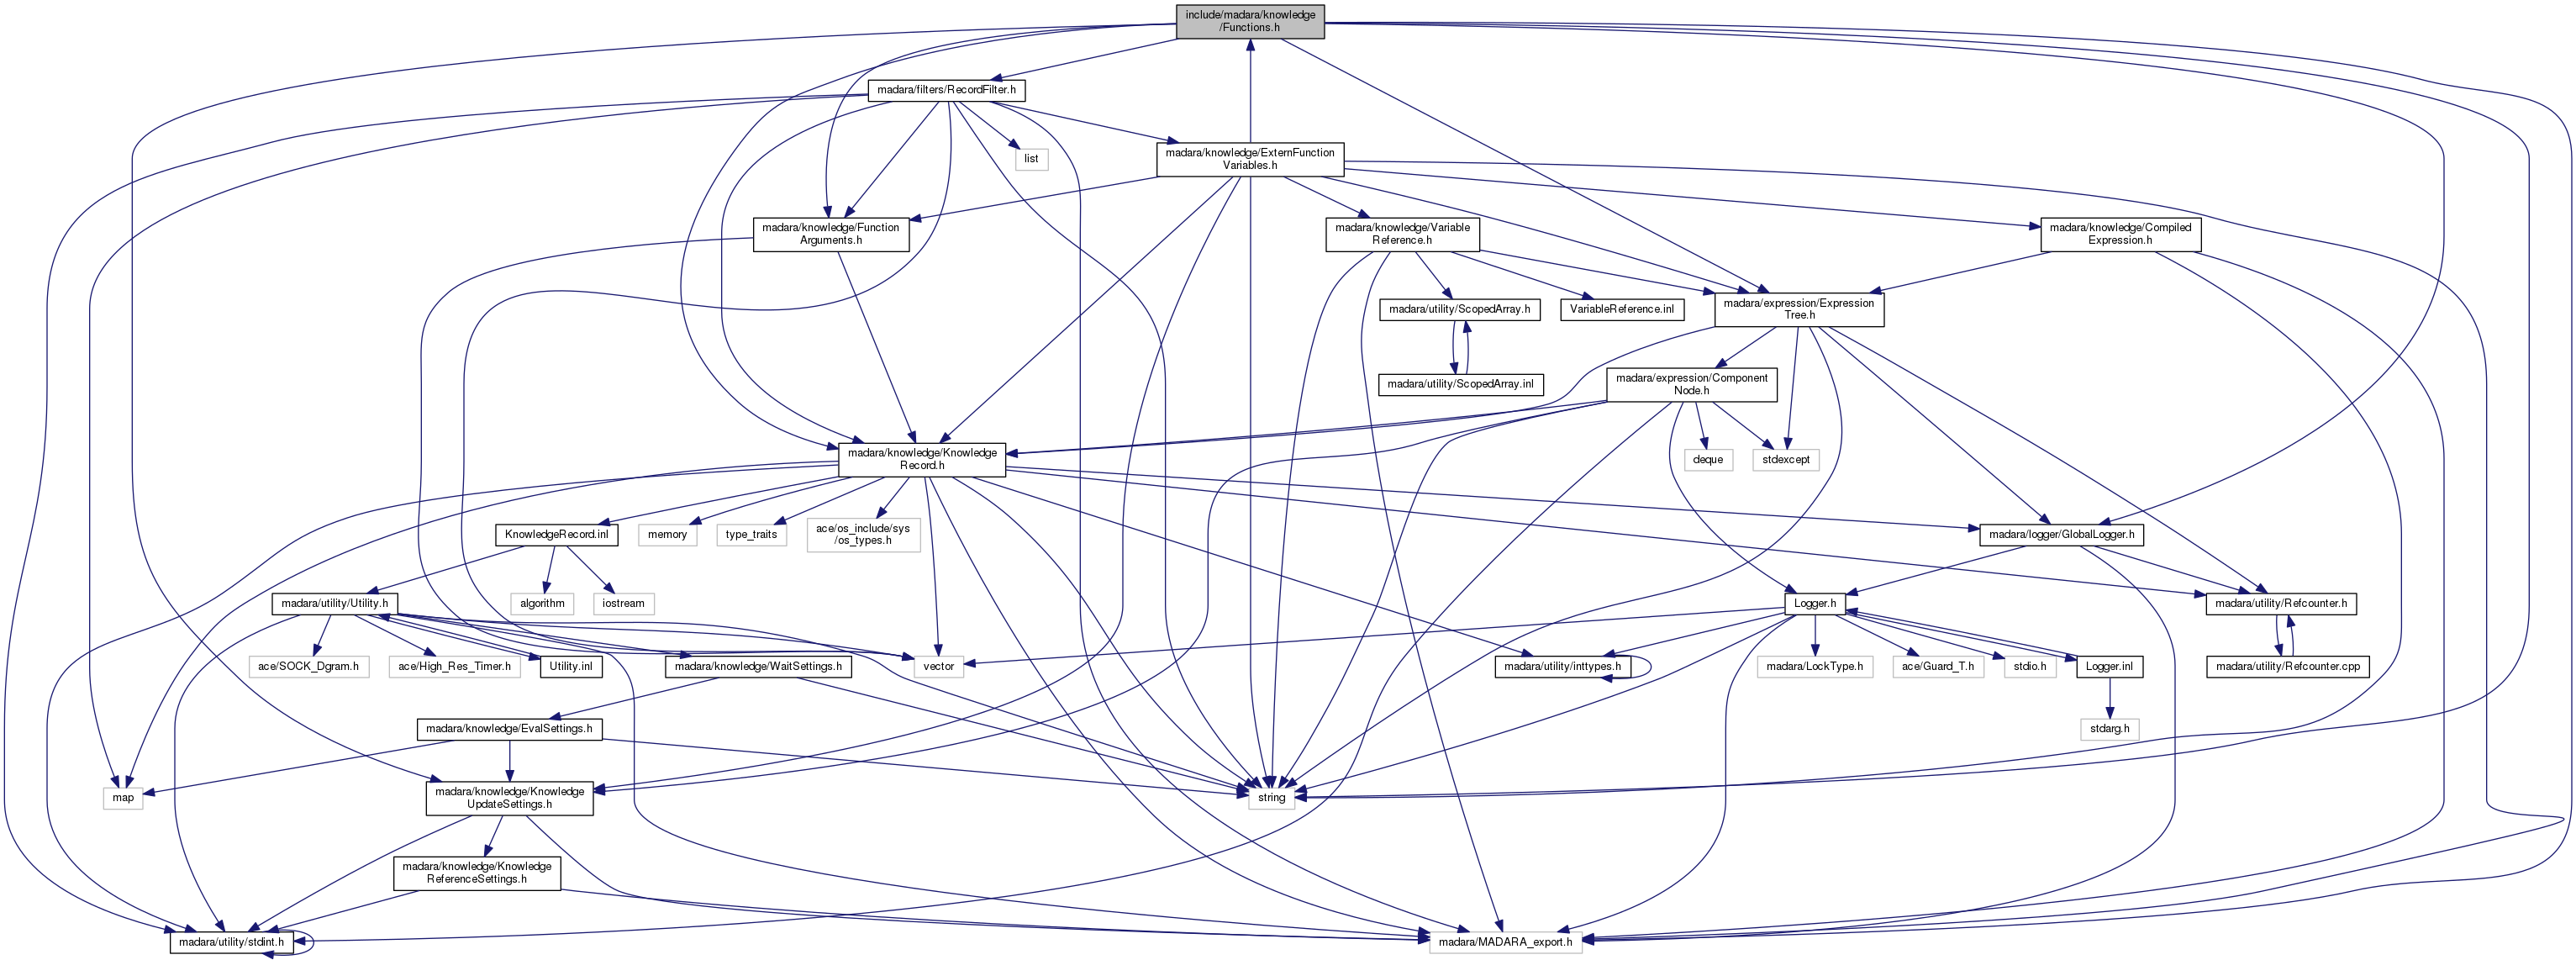 include/madara/knowledge
/Functions.h
madara/filters/RecordFilter.h
madara/knowledge/ExternFunction
Variables.h
list
madara/knowledge/Function
Arguments.h
madara/knowledge/Variable
Reference.h
madara/knowledge/Compiled
Expression.h
madara/utility/ScopedArray.h
VariableReference.inl
madara/expression/Expression
Tree.h
madara/utility/ScopedArray.inl
madara/expression/Component
Node.h
madara/knowledge/Knowledge
Record.h
deque
stdexcept
KnowledgeRecord.inl
memory
type_traits
ace/os_include/sys
/os_types.h
madara/logger/GlobalLogger.h
madara/utility/Utility.h
algorithm
iostream
Logger.h
madara/utility/Refcounter.h
ace/SOCK_Dgram.h
ace/High_Res_Timer.h
Utility.inl
madara/knowledge/WaitSettings.h
vector
madara/utility/inttypes.h
madara/LockType.h
ace/Guard_T.h
stdio.h
Logger.inl
madara/utility/Refcounter.cpp
madara/knowledge/EvalSettings.h
stdarg.h
map
madara/knowledge/Knowledge
UpdateSettings.h
string
madara/knowledge/Knowledge
ReferenceSettings.h
madara/utility/stdint.h
madara/MADARA_export.h